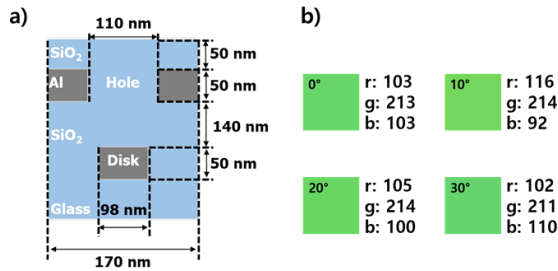 a)
110 nm
SiO₂
50 nm
Al
Hole
50 nm
SiO₂
140 nm
Disk
50 nm
Glass
98 nm
170 nm
b)
0°
r: 103
g: 213
b: 103
10°
r: 116
g: 214
b: 92
20°
r: 105
g: 214
b: 100
30°
r: 102
g: 211
b: 110